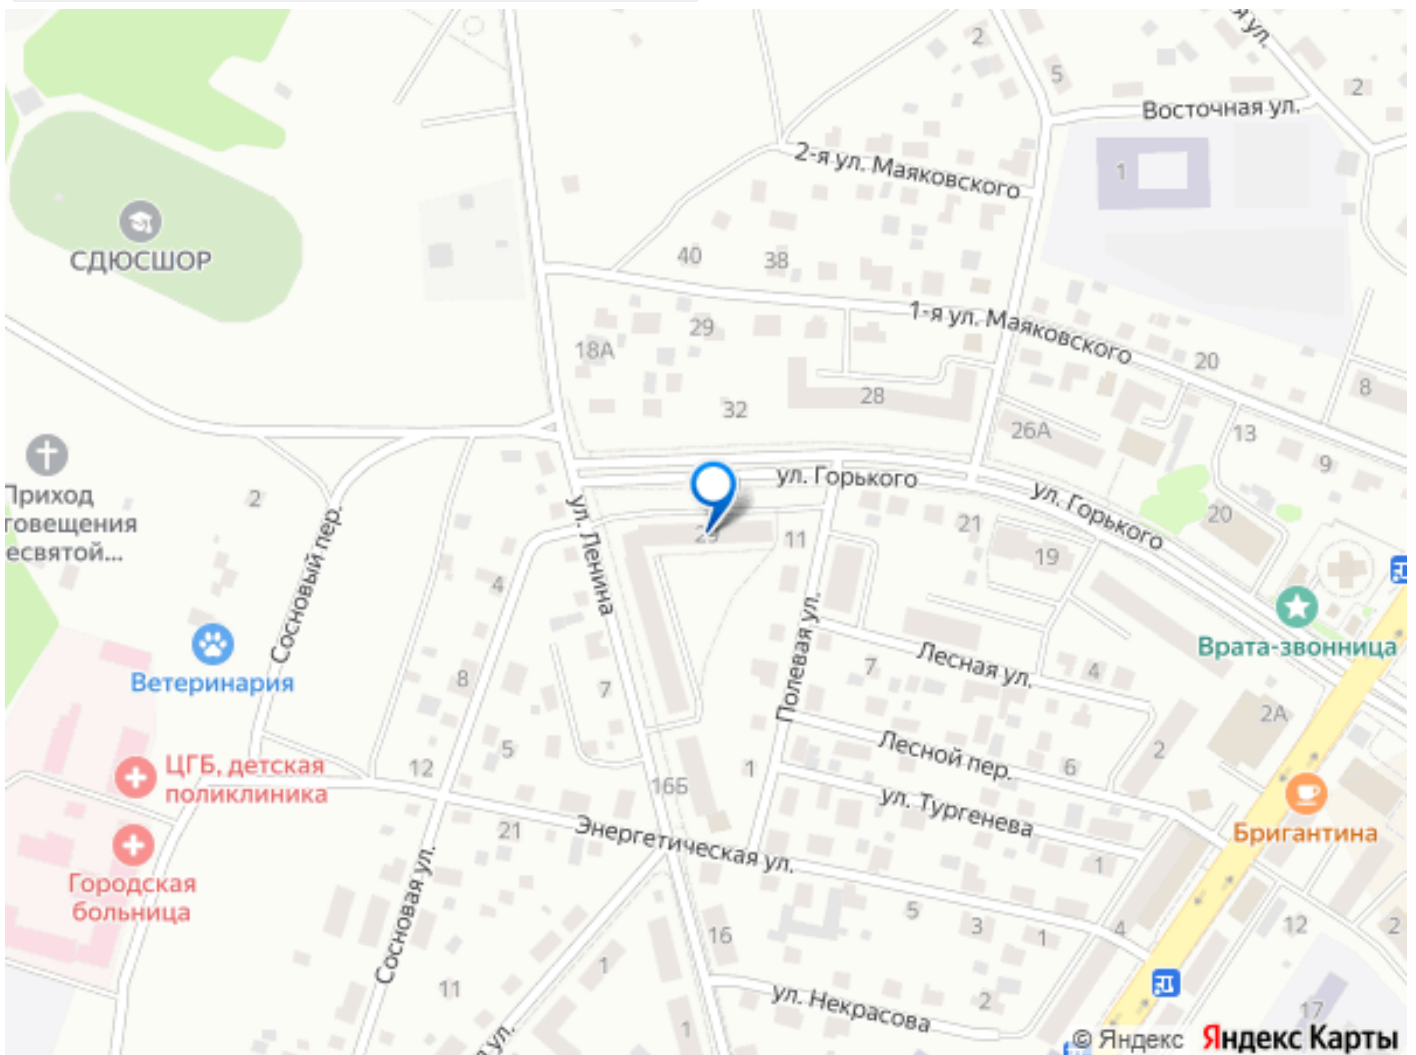 я ул.
2
5
2
Восточная ул.
2-я ул. Маяковского
1
СДЮСШОР
40
38
1-я ул. Маяковского
29
18А
20
28
8
32
26А
13
9
Приход
говещения
есвятой...
2
ул. Горького
ул. Горького
20
21
11
19
ул. Ленина
Сосновый пер.
4
Врата-звонница
Ветеринария
Полевая ул.
Лесная ул.
7
4
8
7
2А
ЦГБ, детская
поликлиника
12
5
16Б
1
Лесной пер.
6
2
ул. Тургенева
Бригантина
21
Энергетическая ул.
1
Городская
больница
Сосновая ул.
5
3
1
4
12
2
16
1
11
ул. Некрасова
2
17
1
ул.
© Яндекс Яндекс Карты